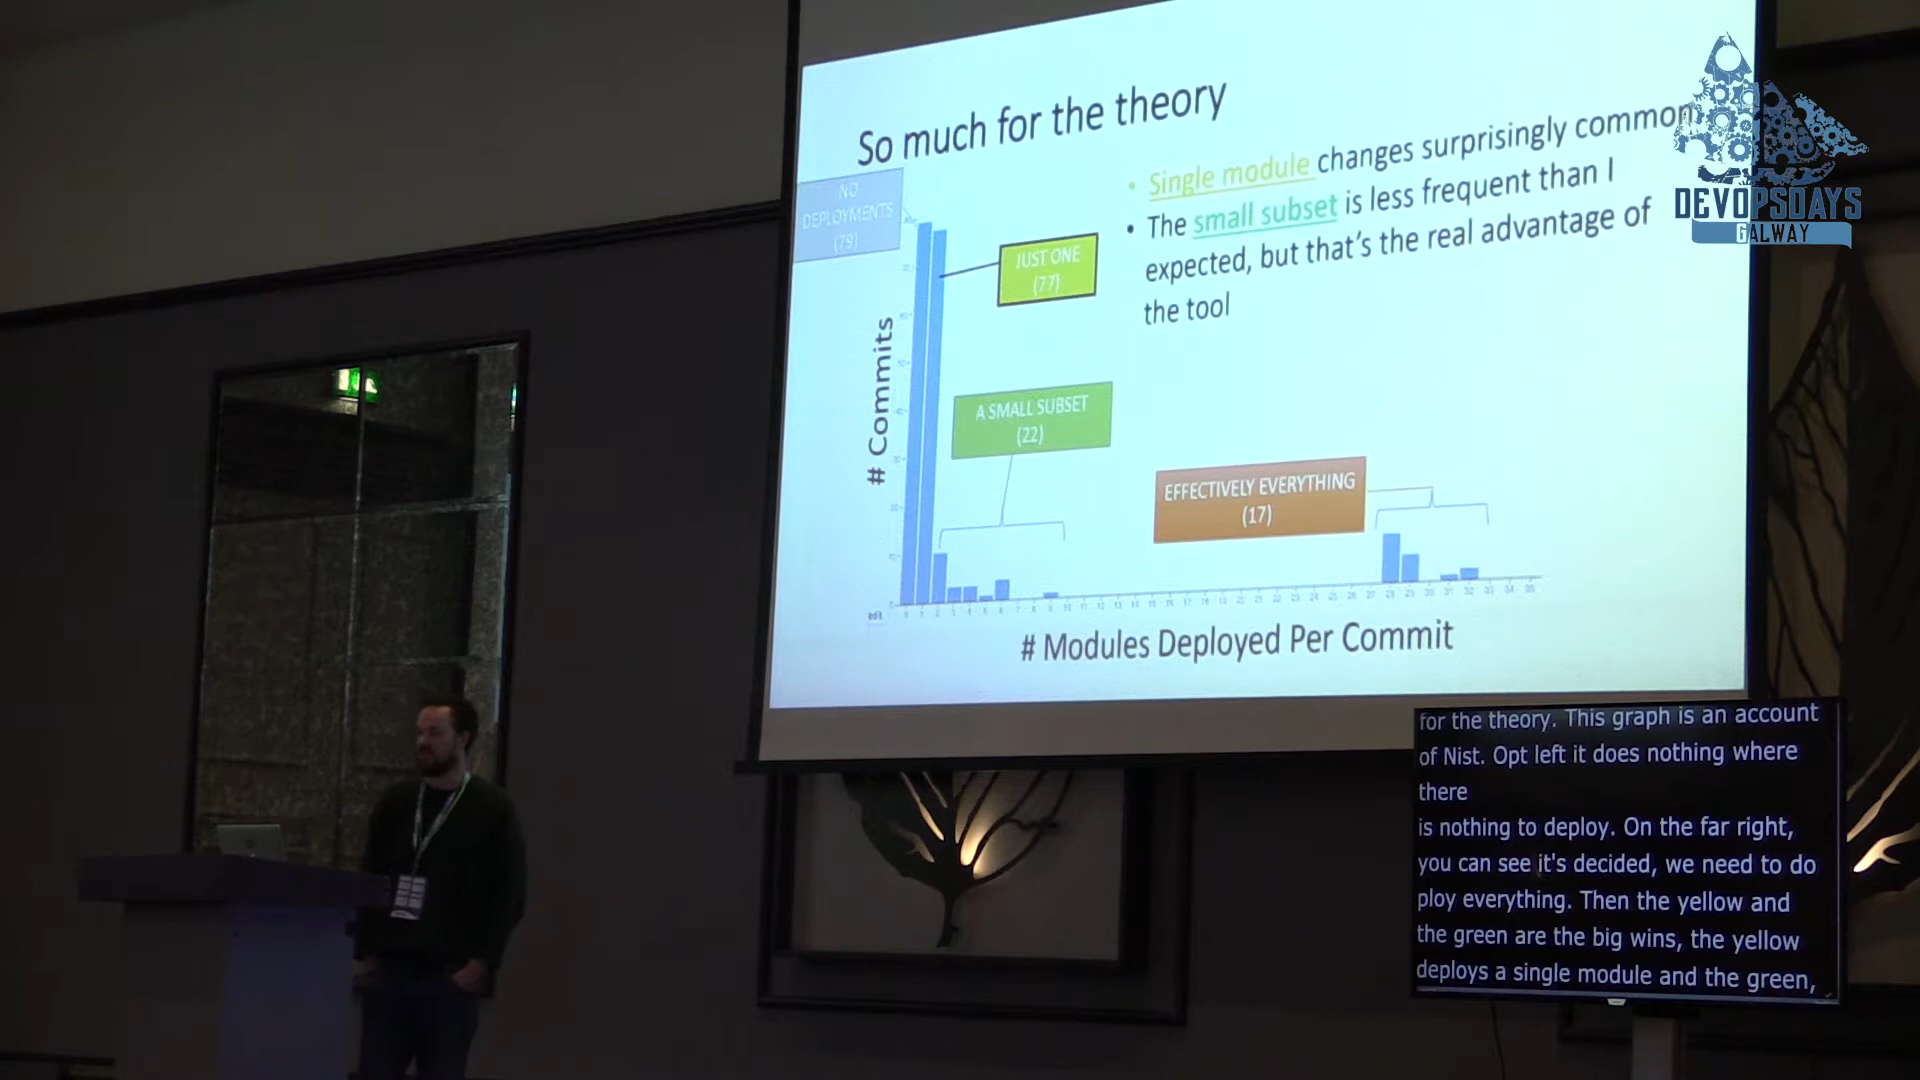 So much for the theory
• Single module changes surprisingly common
• The small subset is less frequent than I
expected, but that's the real advantage of
the tool
NO
DEPLOYMENTS
(79)
JUST ONE
(77)
A SMALL SUBSET
(22)
EFFECTIVELY EVERYTHING
(17)
# Commits
# Modules Deployed Per Commit
DEVOPSDAYS
GALWAY
for the theory. This graph is an account
of Nist. Opt left it does nothing where
there
is nothing to deploy. On the far right,
you can see it's decided, we need to do
ploy everything. Then the yellow and
the green are the big wins, the yellow
deploys a single module and the green,